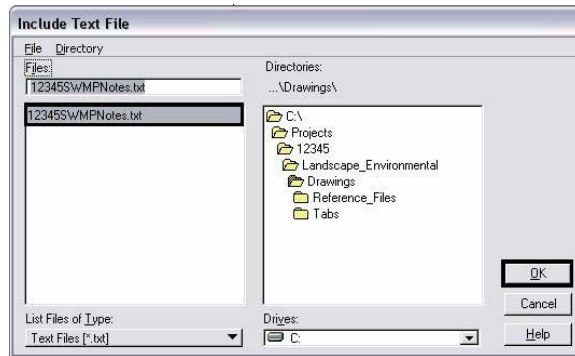 Include Text File
File Directory
Files:
12345SWMPNotes.txt
12345SWMPNotes.txt
List Files of Type:
Text Files [*.txt]
Directories:
...\Drawings\
C:\
Projects
12345
Landscape_Environmental
Drawings
Reference_Files
Tabs
Drives:
C:
OK
Cancel
Help